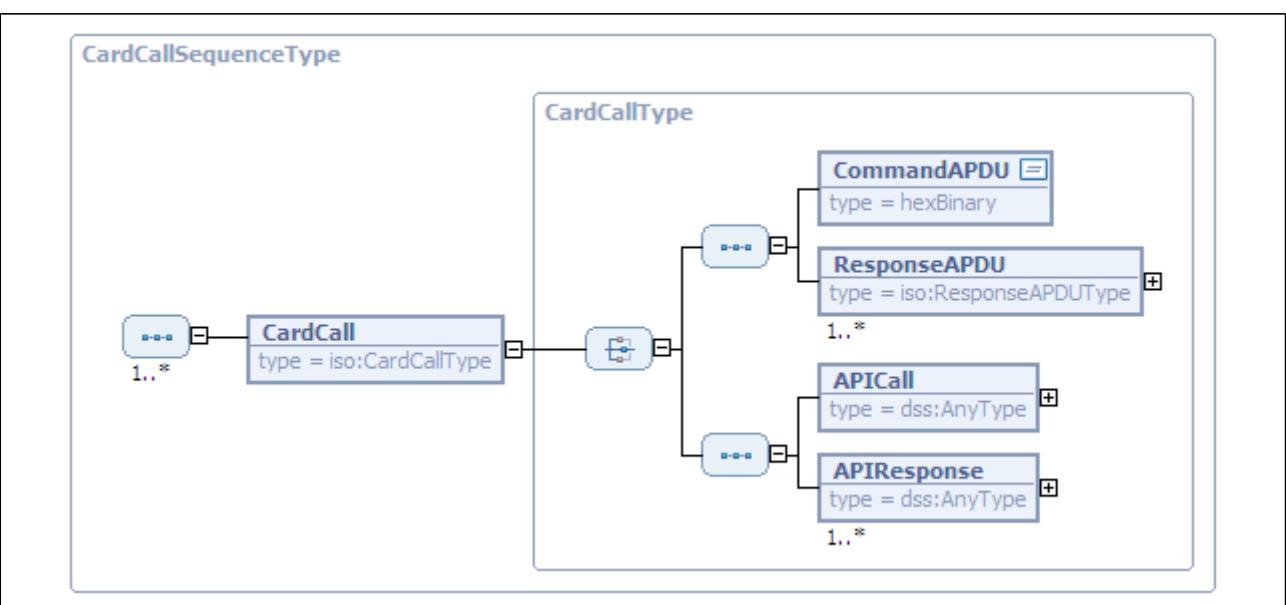 CardCallSequenceType
CardCallType
CommandAPDU
type = hexBinary
ResponseAPDU
type = iso:ResponseAPDUType
1..*
CardCall
type = iso:CardCallType
1..*
APICall
type = dss:AnyType
APIResponse
type = dss:AnyType
1..*